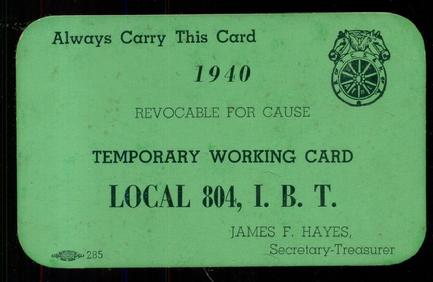 Always Carry This Card
1940
REVOCABLE FOR CAUSE
TEMPORARY WORKING CARD
LOCAL 804, I. B. T.
JAMES F. HAYES,
Secretary-Treasurer
285